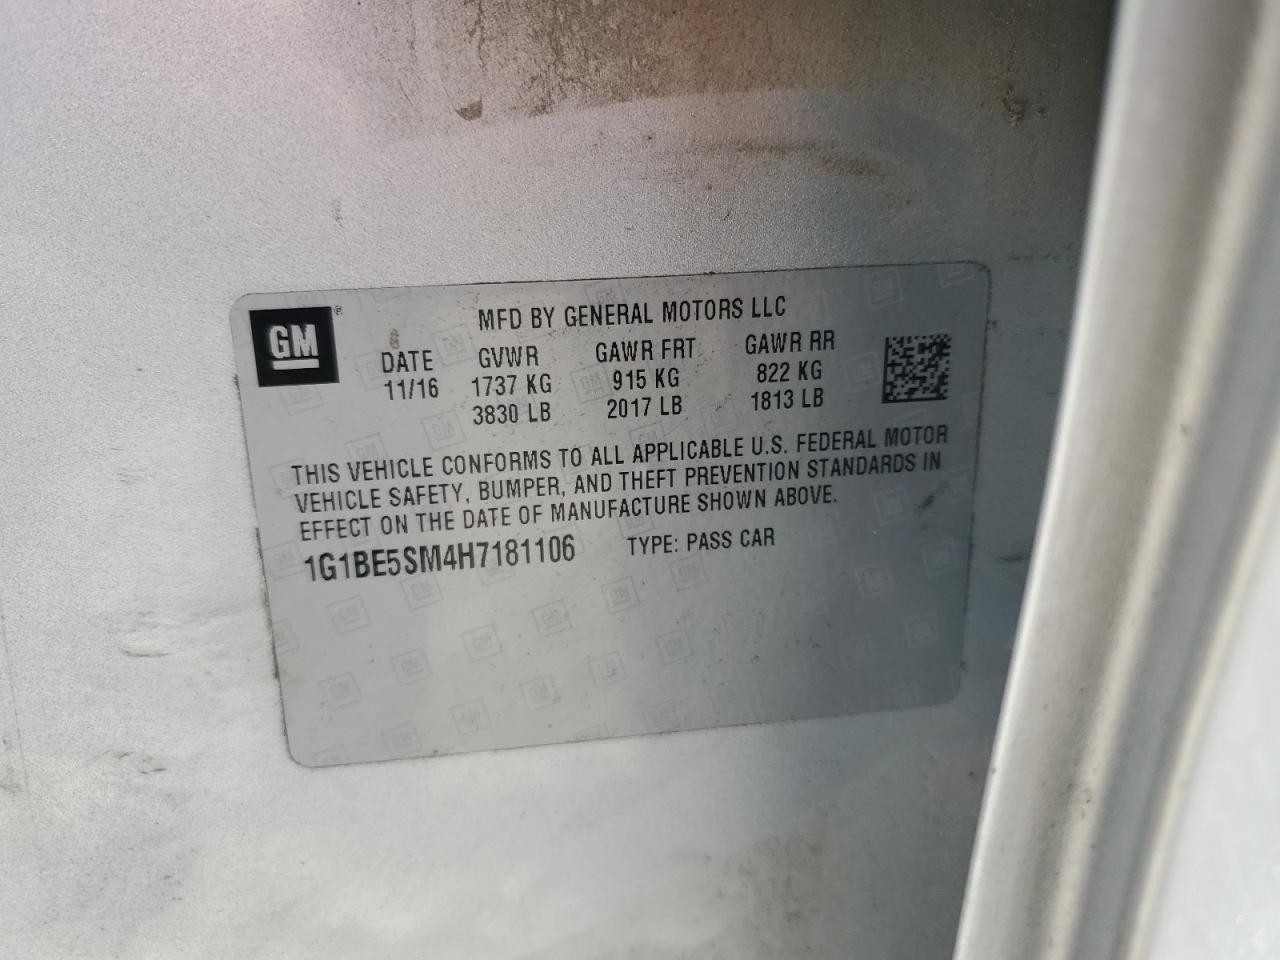 GM ®
MFD BY GENERAL MOTORS LLC
DATE GVWR GAWR FRT GAWR RR
11/16 1737 KG 915 KG 822 KG
3830 LB 2017 LB 1813 LB
THIS VEHICLE CONFORMS TO ALL APPLICABLE U.S. FEDERAL MOTOR
VEHICLE SAFETY, BUMPER, AND THEFT PREVENTION STANDARDS IN
EFFECT ON THE DATE OF MANUFACTURE SHOWN ABOVE.
1G1BE5SM4H7181106 TYPE: PASS CAR